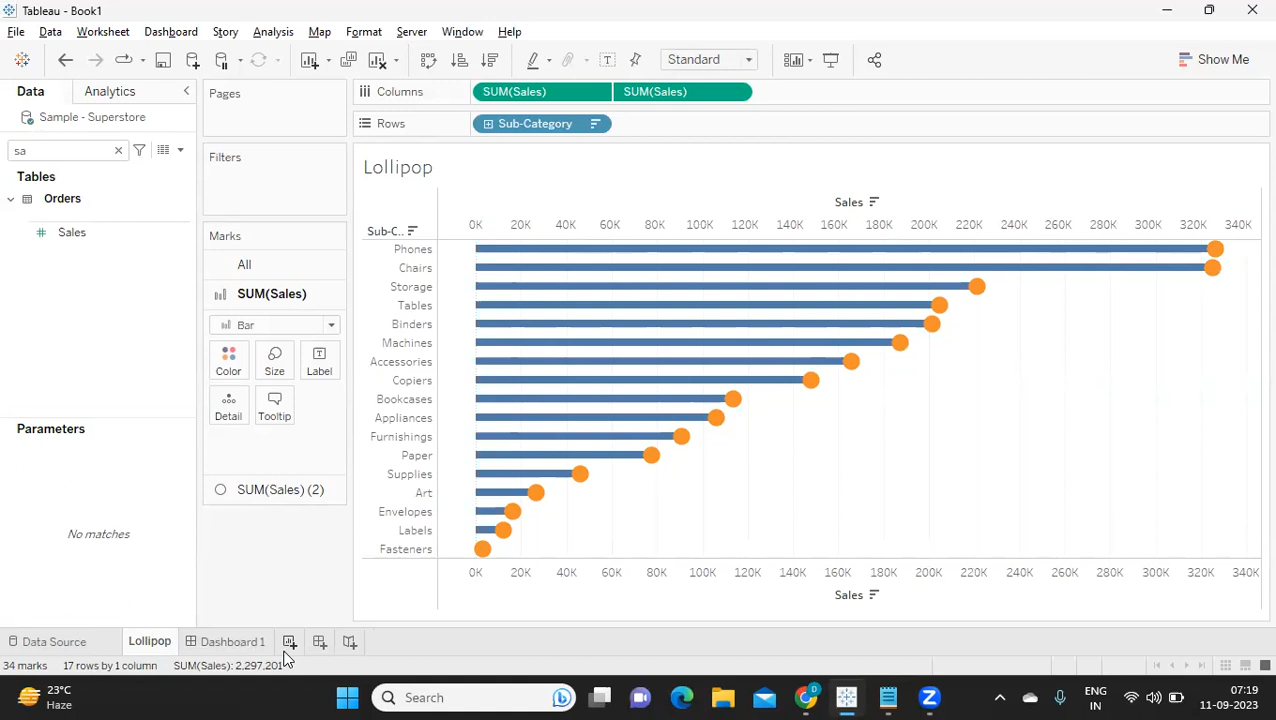 Tableau - Book1
File Data Worksheet Dashboard Story Analysis Map Format Server Window Help
Standard
Show Me
Data Analytics
Sample - Superstore
sa
Tables
Orders
Sales
Parameters
No matches
Pages
Filters
Marks
All
SUM(Sales)
Bar
Color Size Label
Detail Tooltip
SUM(Sales) (2)
Columns SUM(Sales) SUM(Sales)
Rows Sub-Category
Lollipop
Sales
Sub-C..
0K 20K 40K 60K 80K 100K 120K 140K 160K 180K 200K 220K 240K 260K 280K 300K 320K 340K
Phones
Chairs
Storage
Tables
Binders
Machines
Accessories
Copiers
Bookcases
Appliances
Furnishings
Paper
Supplies
Art
Envelopes
Labels
Fasteners
0K 20K 40K 60K 80K 100K 120K 140K 160K 180K 200K 220K 240K 260K 280K 300K 320K 340K
Sales
Data Source Lollipop Dashboard 1
34 marks 17 rows by 1 column SUM(Sales): 2,297,201
23°C
Haze
Search
ENG
IN
07:19
11-09-2023